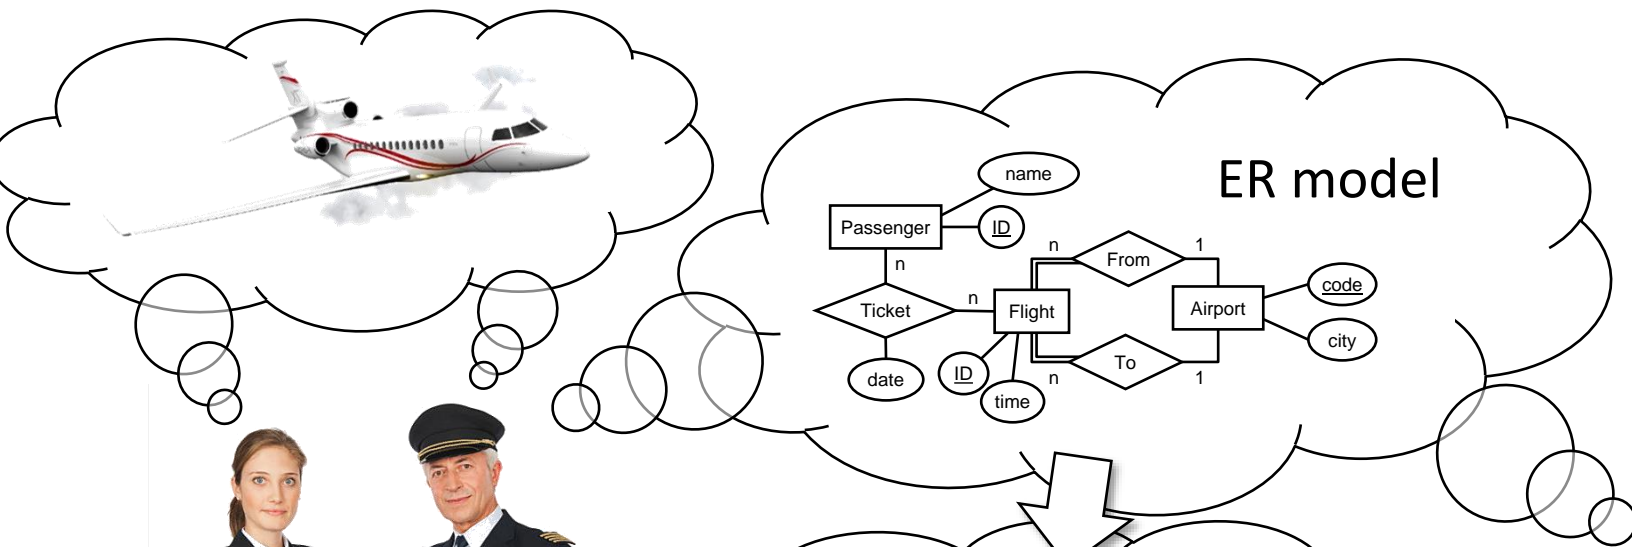 ER model
name
Passenger
ID
n
n
1
From
code
Ticket
n
Flight
Airport
city
To
date
ID
n
1
time